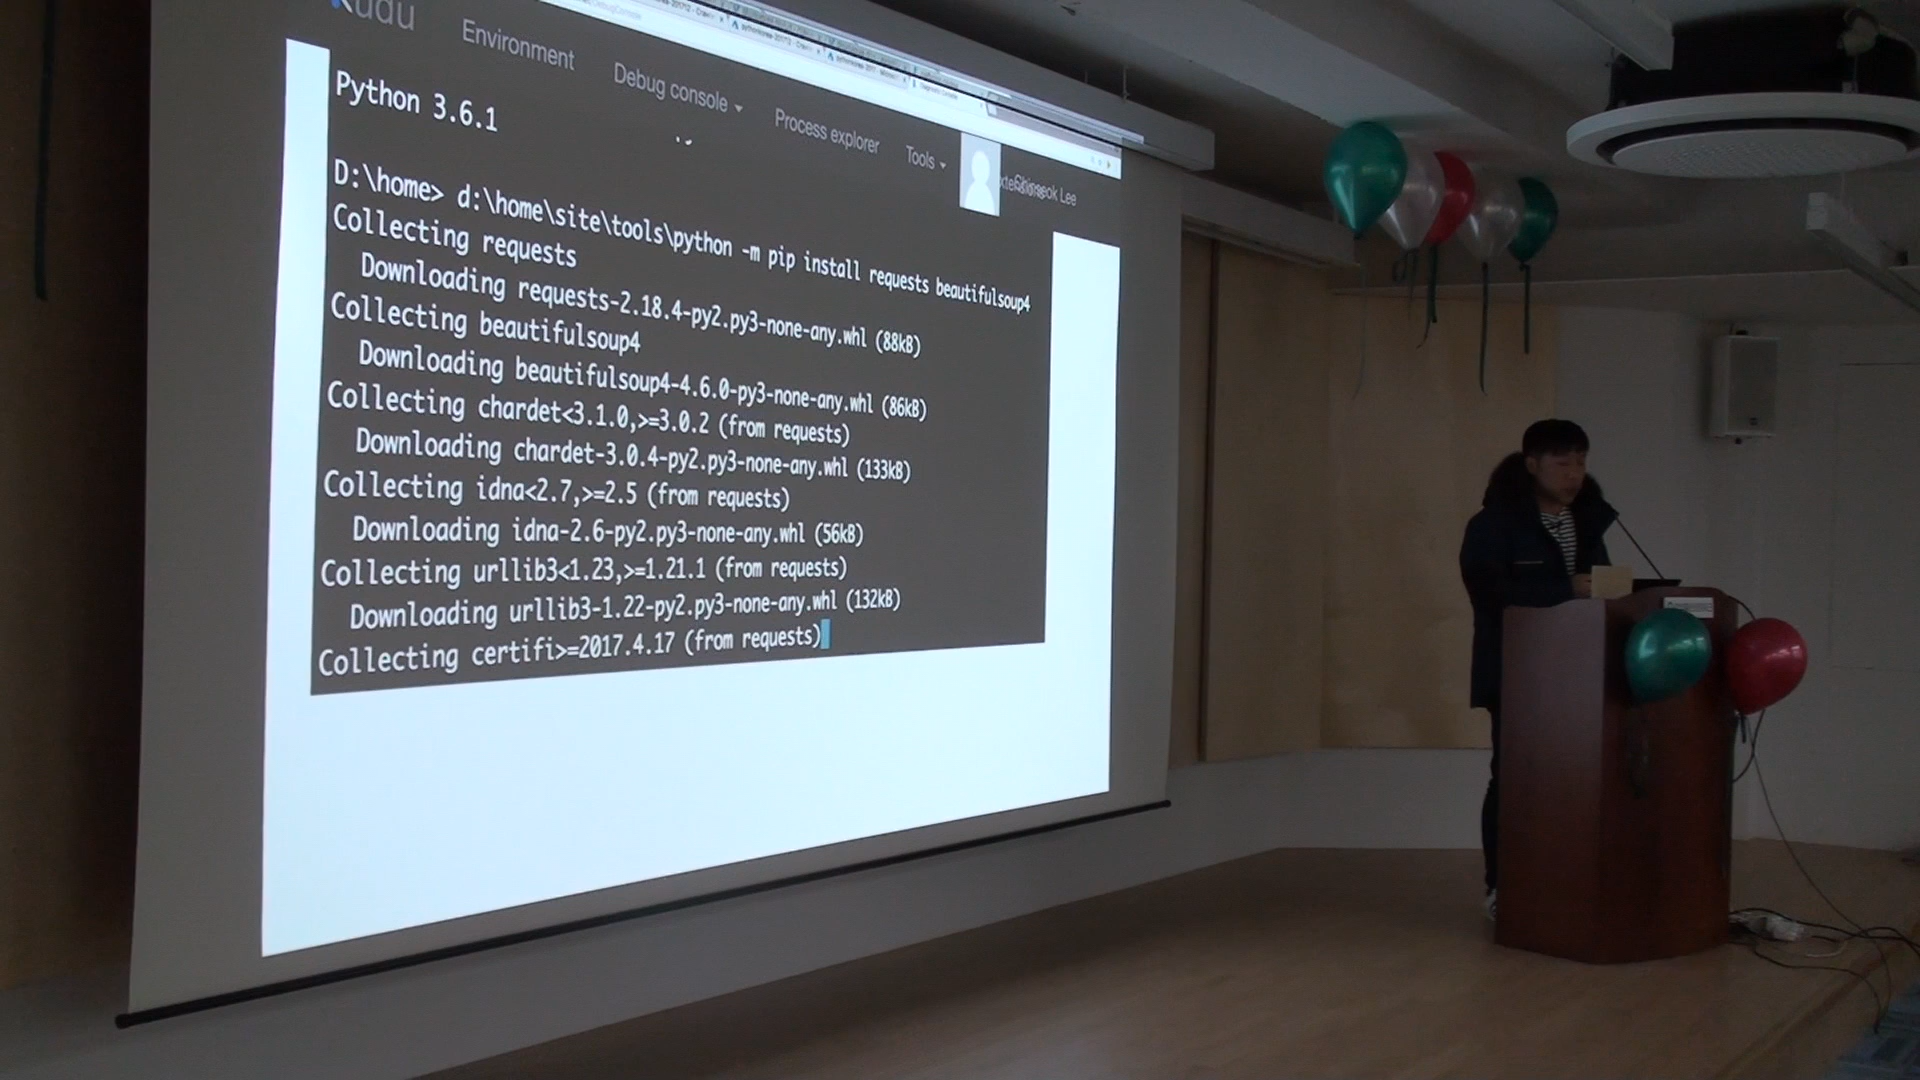 Kudu
Environment
Debug console
Process explorer
Tools
Python 3.6.1
D:\home> d:\home\site\tools\python -m pip install requests beautifulsoup4
Collecting requests
Downloading requests-2.18.4-py2.py3-none-any.whl (88kB)
Collecting beautifulsoup4
Downloading beautifulsoup4-4.6.0-py3-none-any.whl (86kB)
Collecting chardet<3.1.0,>=3.0.2 (from requests)
Downloading chardet-3.0.4-py2.py3-none-any.whl (133kB)
Collecting idna<2.7,>=2.5 (from requests)
Downloading idna-2.6-py2.py3-none-any.whl (56kB)
Collecting urllib3<1.23,>=1.21.1 (from requests)
Downloading urllib3-1.22-py2.py3-none-any.whl (132kB)
Collecting certifi>=2017.4.17 (from requests)